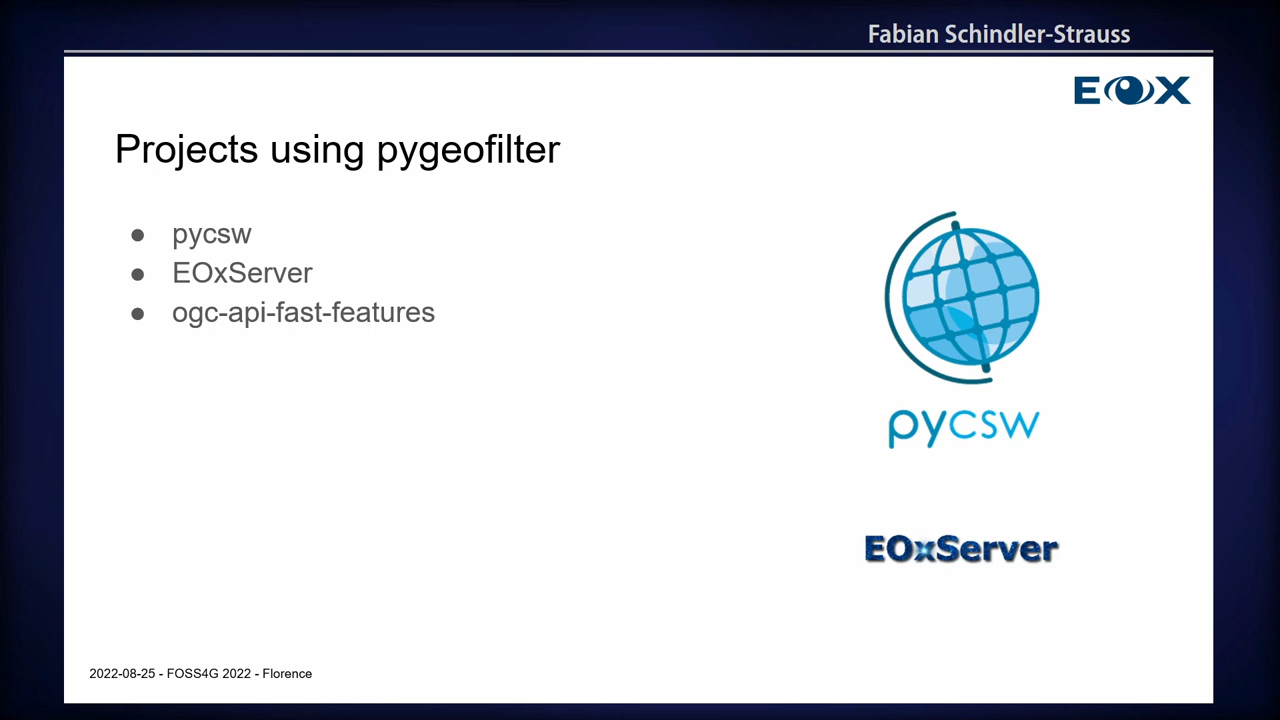 Fabian Schindler-Strauss
EOX
Projects using pygeofilter
● pycsw
● EOxServer
● ogc-api-fast-features
pycsw
EOxServer
2022-08-25 - FOSS4G 2022 - Florence